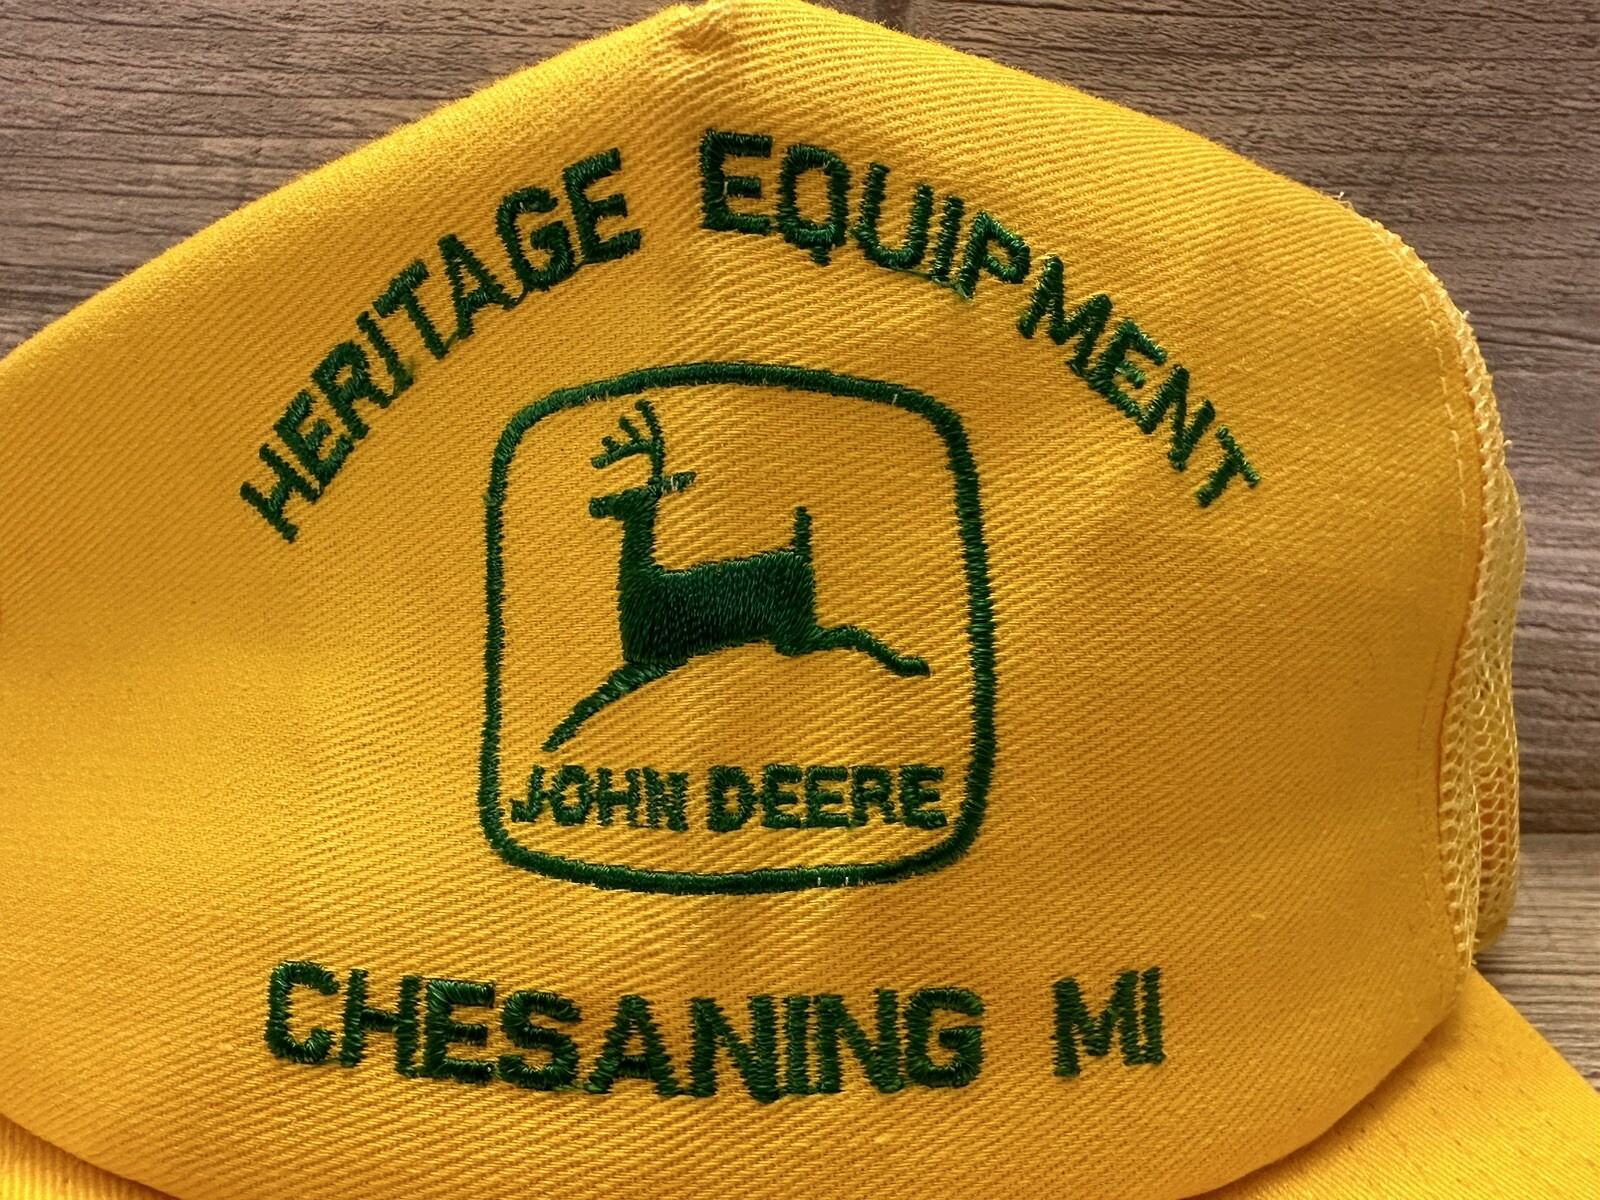 HERITAGE EQUIPMENT
JOHN DEERE
CHESANING MI